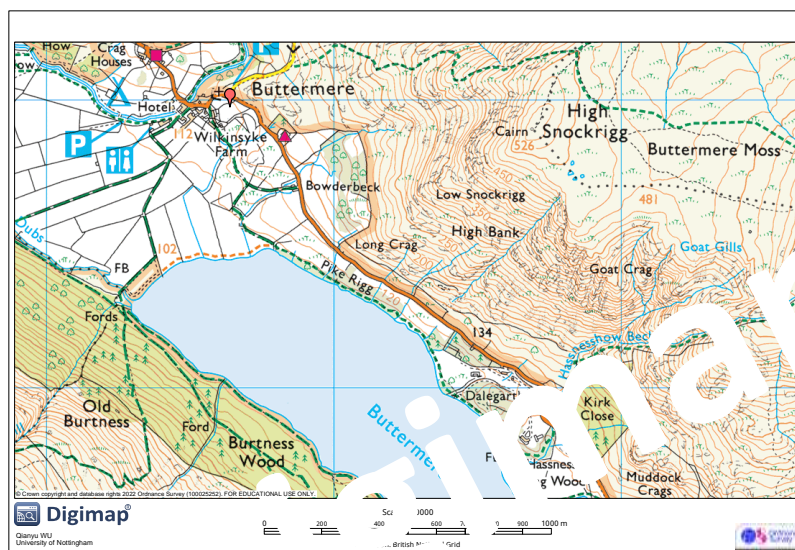 How
Crag
Houses
Hotel
Buttermere
112
Wilkinsyke
Farm
P
Cairn
526
High
Snockrigg
Buttermere Moss
450
Bowderbeck
Low Snockrigg
481
High Bank
Long Crag
Goat Gills
Goat Crag
Dubs
102
FB
Pike Rigg
120
Fords
134
Dalegart
Kirk
Close
Old
Burtness
Ford
Burtness
Wood
Muddock
Crags
© Crown copyright and database rights 2022 Ordnance Survey (100025252). FOR EDUCATIONAL USE ONLY.
Digimap®
Qianyu WU
University of Nottingham
0 200 400 600 900 1000 m